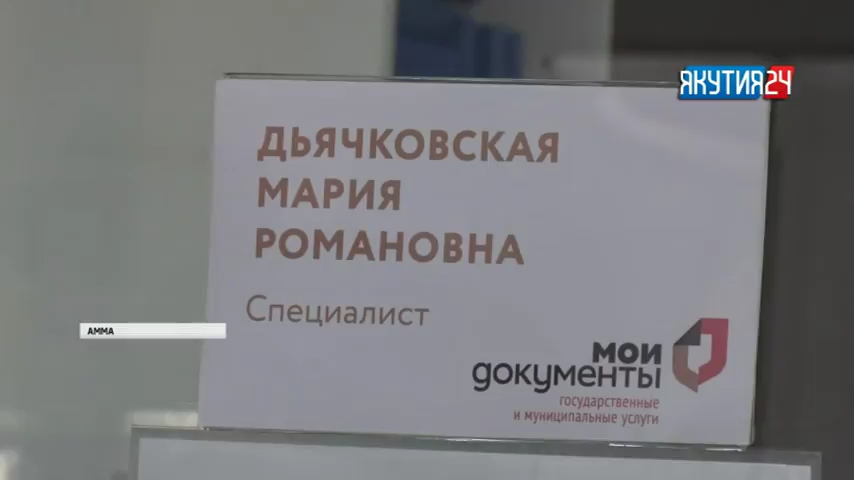 ЯКУТИЯ24
ДЬЯЧКОВСКАЯ
МАРИЯ
РОМАНОВНА
Специалист
АММА
мои
документы
государственные
и муниципальные услуги